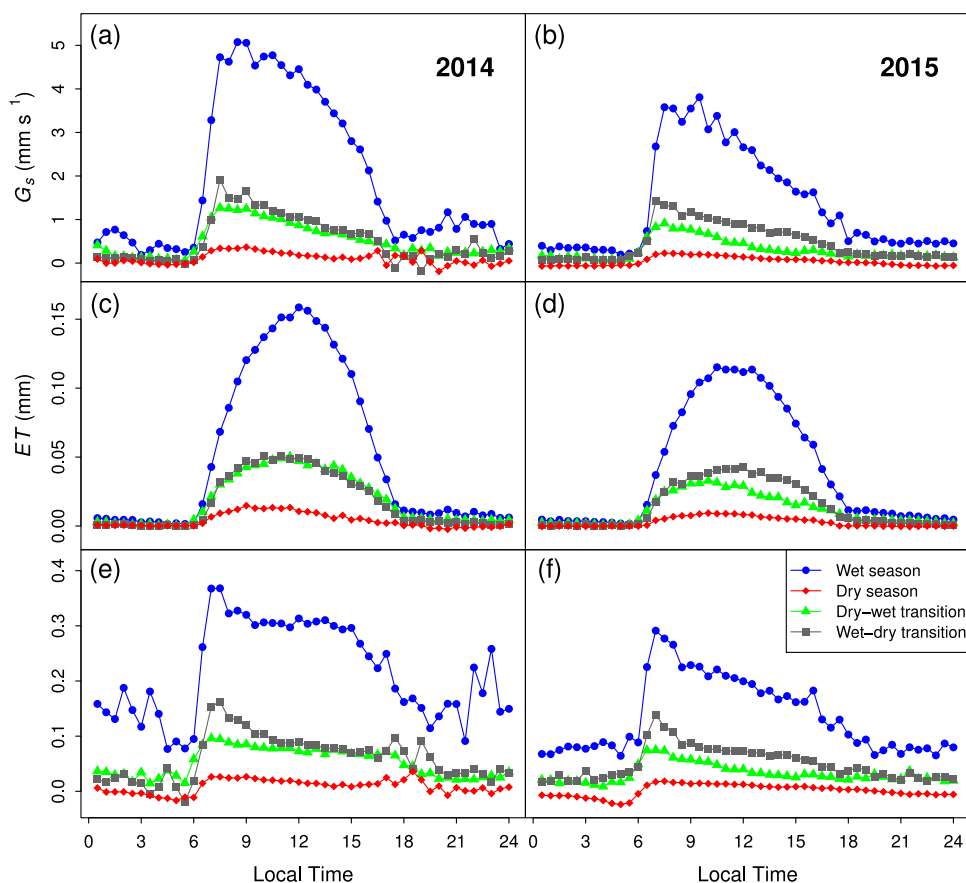 (a)
2014
(b)
2015
5
4
3
2
1
0
Gs (mm s 1)
(c)
(d)
0.15
0.10
0.05
0.00
ET (mm)
(e)
(f)
0.4
0.3
0.2
0.1
0.0
Wet season
Dry season
Dry−wet transition
Wet−dry transition
0 3 6 9 12 15 18 21 24
0 3 6 9 12 15 18 21 24
Local Time
Local Time